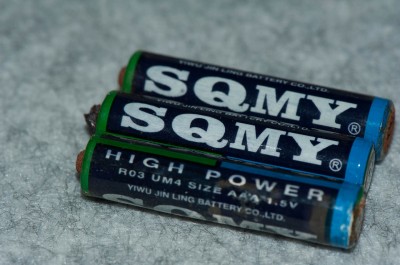 YIWU JIN LING BATTERY CO.,LTD.
SQMY®
SQMY®
HIGH POWER
R03 UM4 SIZE AAA 1.5V
YIWU JIN LING BATTERY CO.,LTD.
SQMY